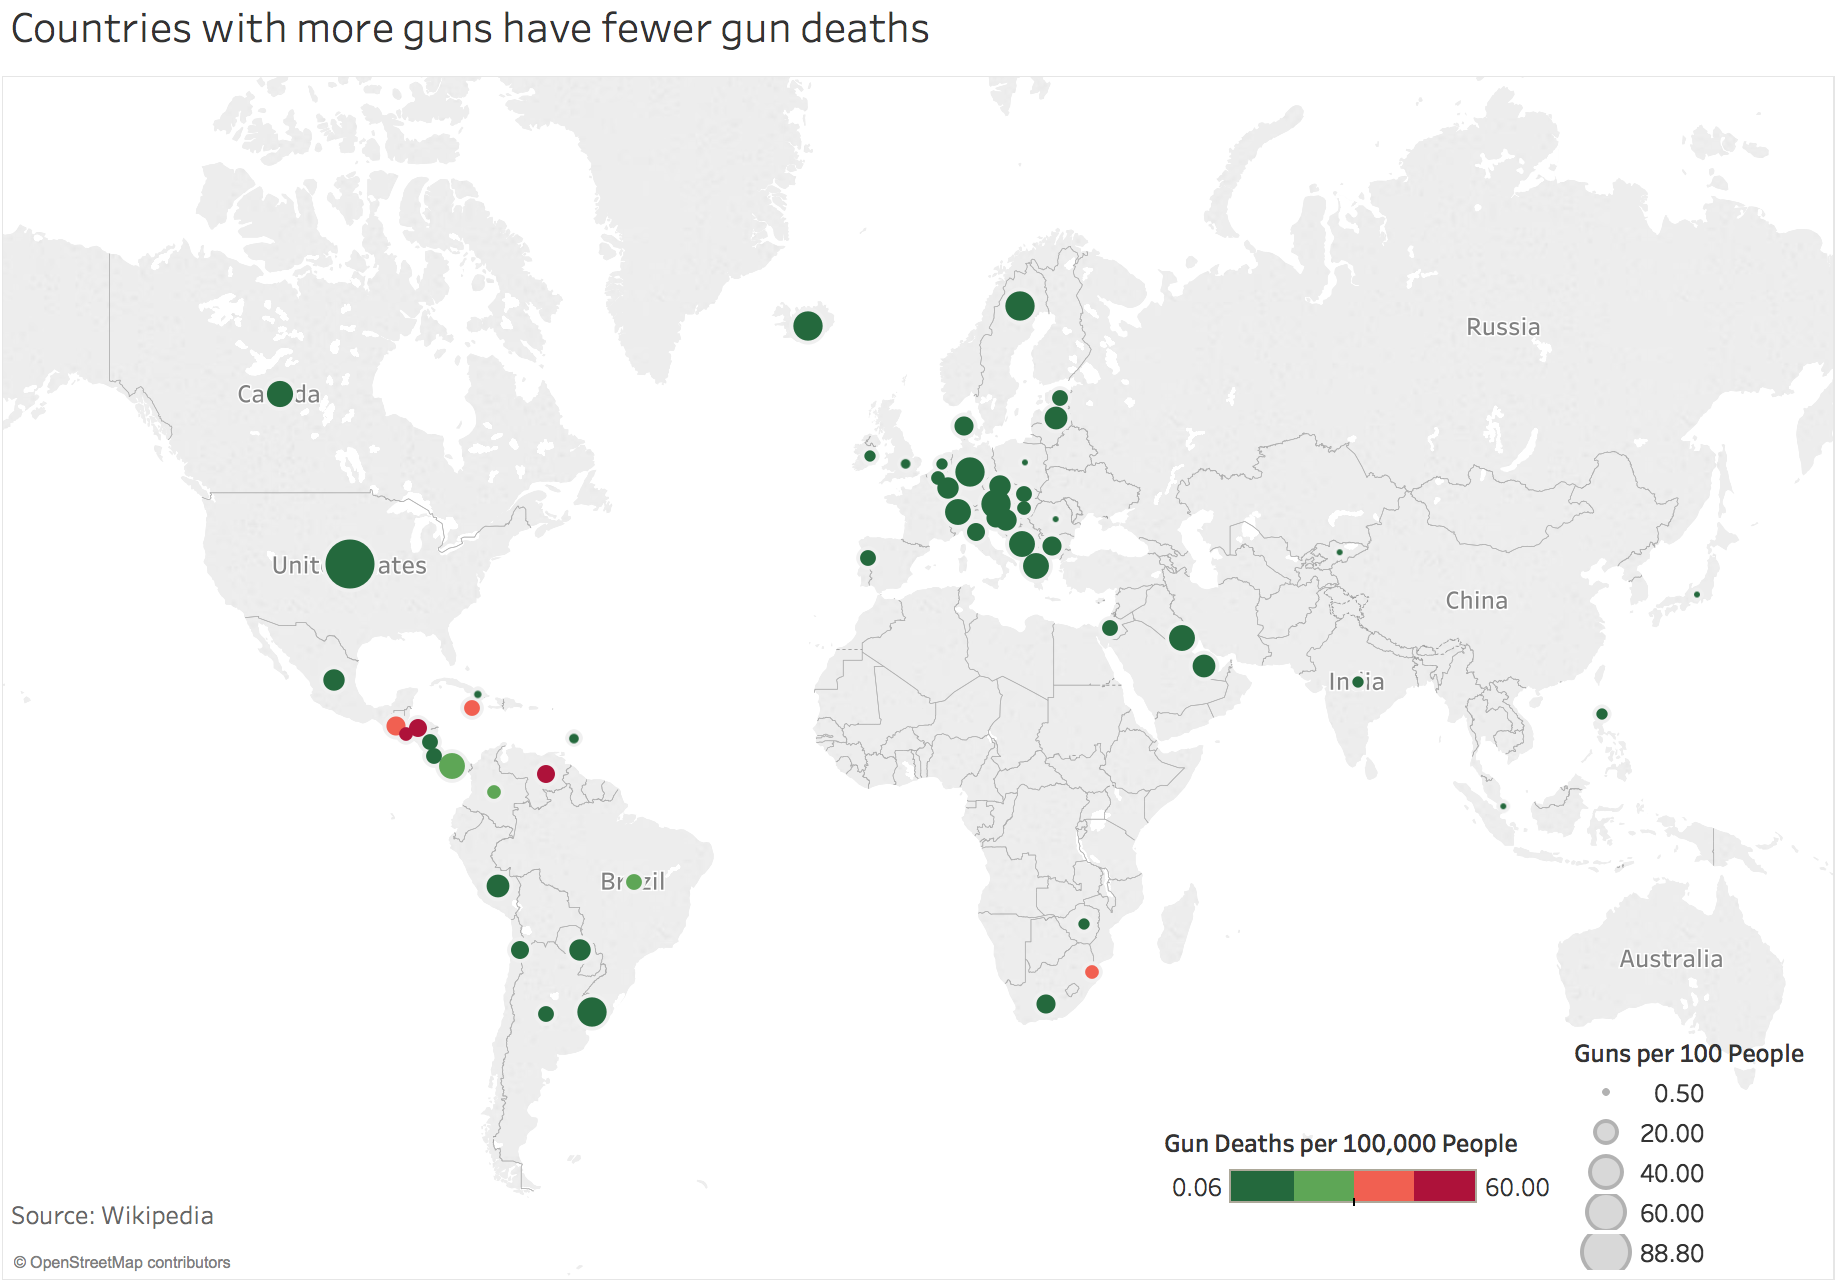 Countries with more guns have fewer gun deaths
Russia
Ca da
Unit ates
China
In ia
Br zil
Australia
Guns per 100 People
0.50
20.00
40.00
60.00
88.80
Gun Deaths per 100,000 People
0.06 60.00
Source: Wikipedia
© OpenStreetMap contributors